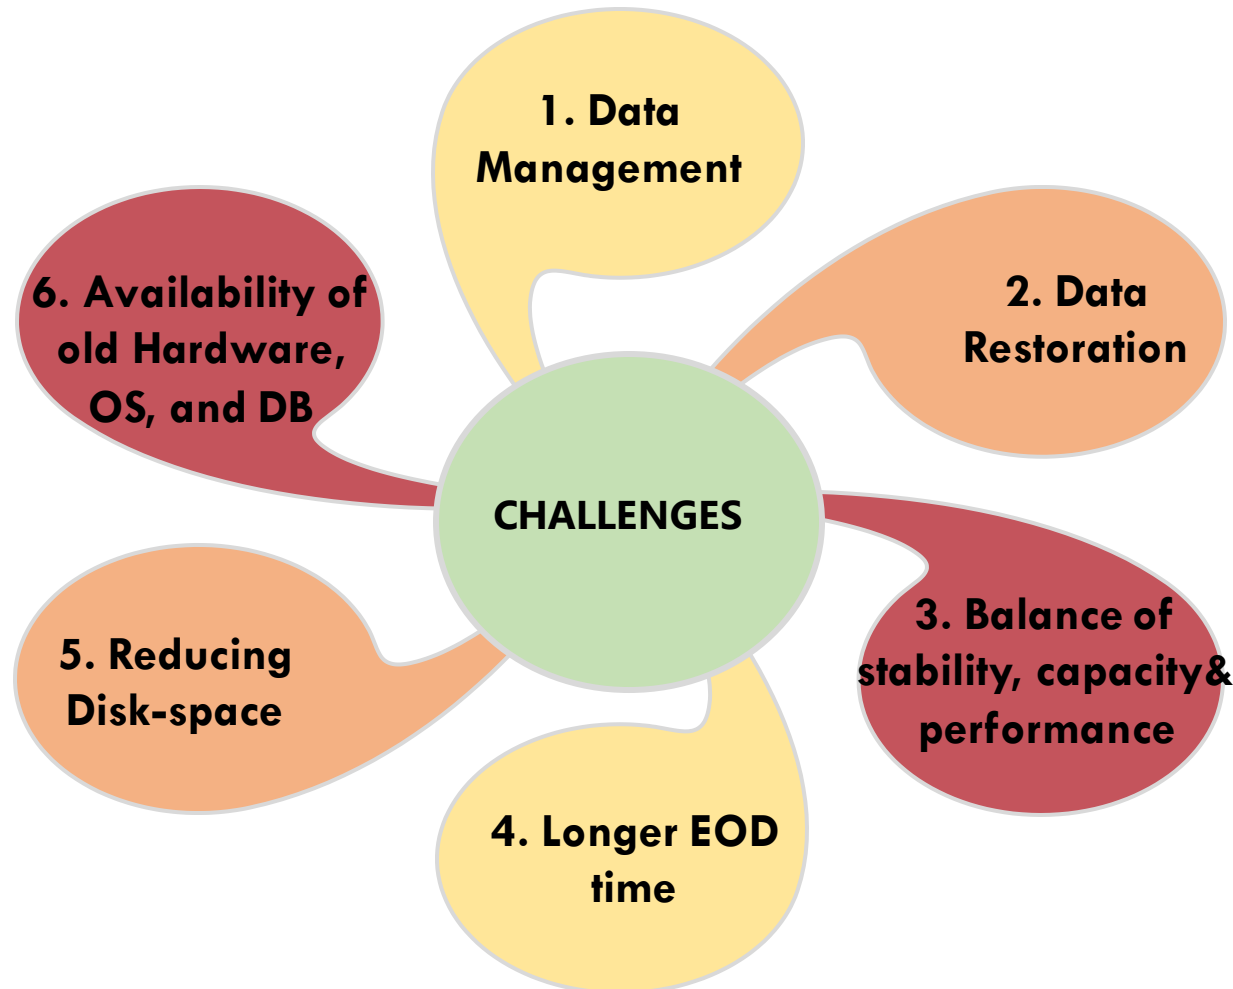 1. Data
Management
2. Data
Restoration
3. Balance of
stability, capacity&
performance
4. Longer EOD
time
5. Reducing
Disk-space
6. Availability of
old Hardware,
OS, and DB
CHALLENGES